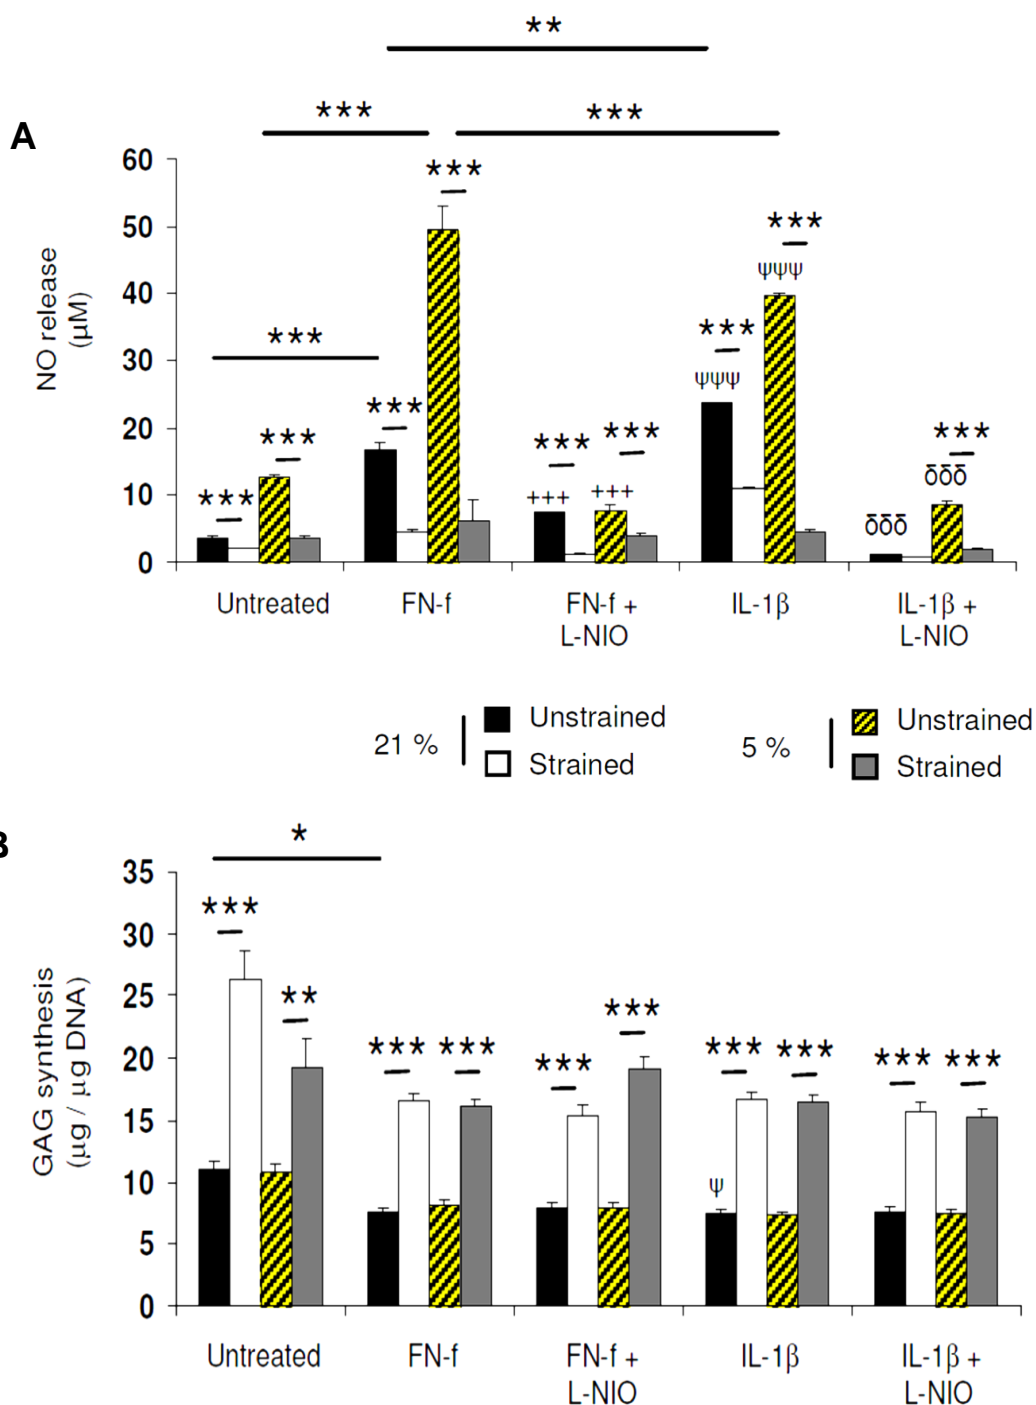 **
A
*** ***
60
***
50
***
40
ψψψ
NO release
(µM)
***
30
***
ψψψ
***
20
***
***
***
***
***
10
+++
+++
δδδ
δδδ
0
Untreated
FN-f
FN-f +
L-NIO
IL-1β
IL-1β +
L-NIO
21 %
Unstrained
Strained
5 %
Unstrained
Strained
B
*
35
***
30
**
25
***
GAG synthesis
(µg / µg DNA)
20
*** *** *** *** *** *** ***
15
10
ψ
5
0
Untreated
FN-f
FN-f +
L-NIO
IL-1β
IL-1β +
L-NIO